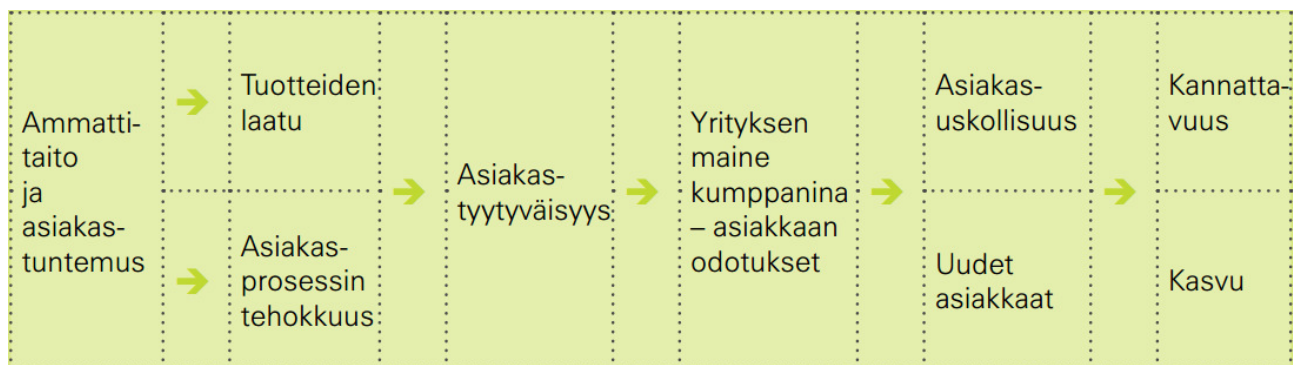 Ammatti-
taito
ja
asiakas-
tuntemus
Tuotteiden
laatu
Asiakas-
prosessin
tehokkuus
Asiakas-
tyytyväisyys
Yrityksen
maine
kumppanina
– asiakkaan
odotukset
Asiakas-
uskollisuus
Uudet
asiakkaat
Kannatta-
vuus
Kasvu